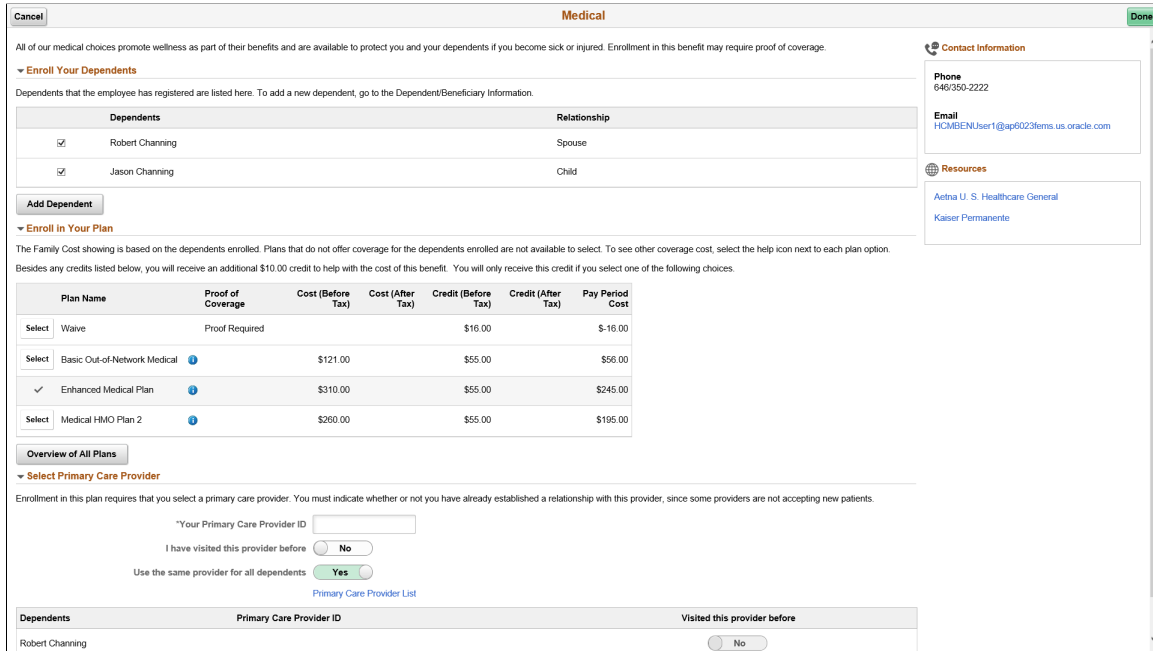 Cancel
Medical
Done
All of our medical choices promote wellness as part of their benefits and are available to protect you and your dependents if you become sick or injured. Enrollment in this benefit may require proof of coverage.
Enroll Your Dependents
Dependents that the employee has registered are listed here. To add a new dependent, go to the Dependent/Beneficiary Information.
Dependents Relationship
Robert Channing Spouse
Jason Channing Child
Add Dependent
Enroll in Your Plan
The Family Cost showing is based on the dependents enrolled. Plans that do not offer coverage for the dependents enrolled are not available to select. To see other coverage cost, select the help icon next to each plan option.
Besides any credits listed below, you will receive an additional $10.00 credit to help with the cost of this benefit. You will only receive this credit if you select one of the following choices.
Plan Name Proof of Coverage Cost (Before Tax) Cost (After Tax) Credit (Before Tax) Credit (After Tax) Pay Period Cost
Select Waive Proof Required $16.00 $-16.00
Select Basic Out-of-Network Medical $121.00 $55.00 $56.00
Enhanced Medical Plan $310.00 $55.00 $245.00
Select Medical HMO Plan 2 $260.00 $55.00 $195.00
Overview of All Plans
Select Primary Care Provider
Enrollment in this plan requires that you select a primary care provider. You must indicate whether or not you have already established a relationship with this provider, since some providers are not accepting new patients.
*Your Primary Care Provider ID
I have visited this provider before No
Use the same provider for all dependents Yes
Primary Care Provider List
Dependents Primary Care Provider ID Visited this provider before
Robert Channing No
Contact Information
Phone
646/350-2222
Email
HCMBENUser1@ap6023fems.us.oracle.com
Resources
Aetna U. S. Healthcare General
Kaiser Permanente